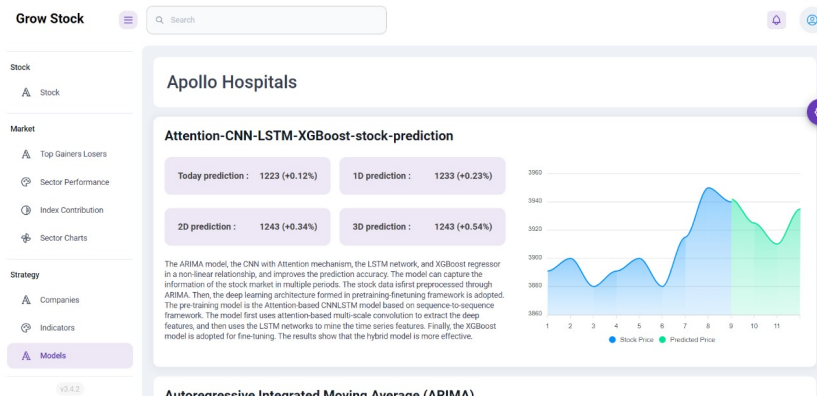 Grow Stock
Search
Stock
Stock
Market
Top Gainers Losers
Sector Performance
Index Contribution
Sector Charts
Strategy
Companies
Indicators
Models
v3.4.2
Apollo Hospitals
Attention-CNN-LSTM-XGBoost-stock-prediction
Today prediction : 1223 (+0.12%)
1D prediction : 1233 (+0.23%)
2D prediction : 1243 (+0.34%)
3D prediction : 1243 (+0.54%)
The ARIMA model, the CNN with Attention mechanism, the LSTM network, and XGBoost regressor
in a non-linear relationship, and improves the prediction accuracy. The model can capture the
information of the stock market in multiple periods. The stock data isfirst preprocessed through
ARIMA. Then, the deep learning architecture formed in pretraining-finetuning framework is adopted.
The pre-training model is the Attention-based CNNLSTM model based on sequence-to-sequence
framework. The model first uses attention-based multi-scale convolution to extract the deep
features, and then uses the LSTM networks to mine the time series features. Finally, the XGBoost
model is adopted for fine-tuning. The results show that the hybrid model is more effective.
3960
3940
3920
3900
3880
3860
1 2 3 4 5 6 7 8 9 10 11
Stock Price Predicted Price
Autoregressive Integrated Moving Average (ARIMA)